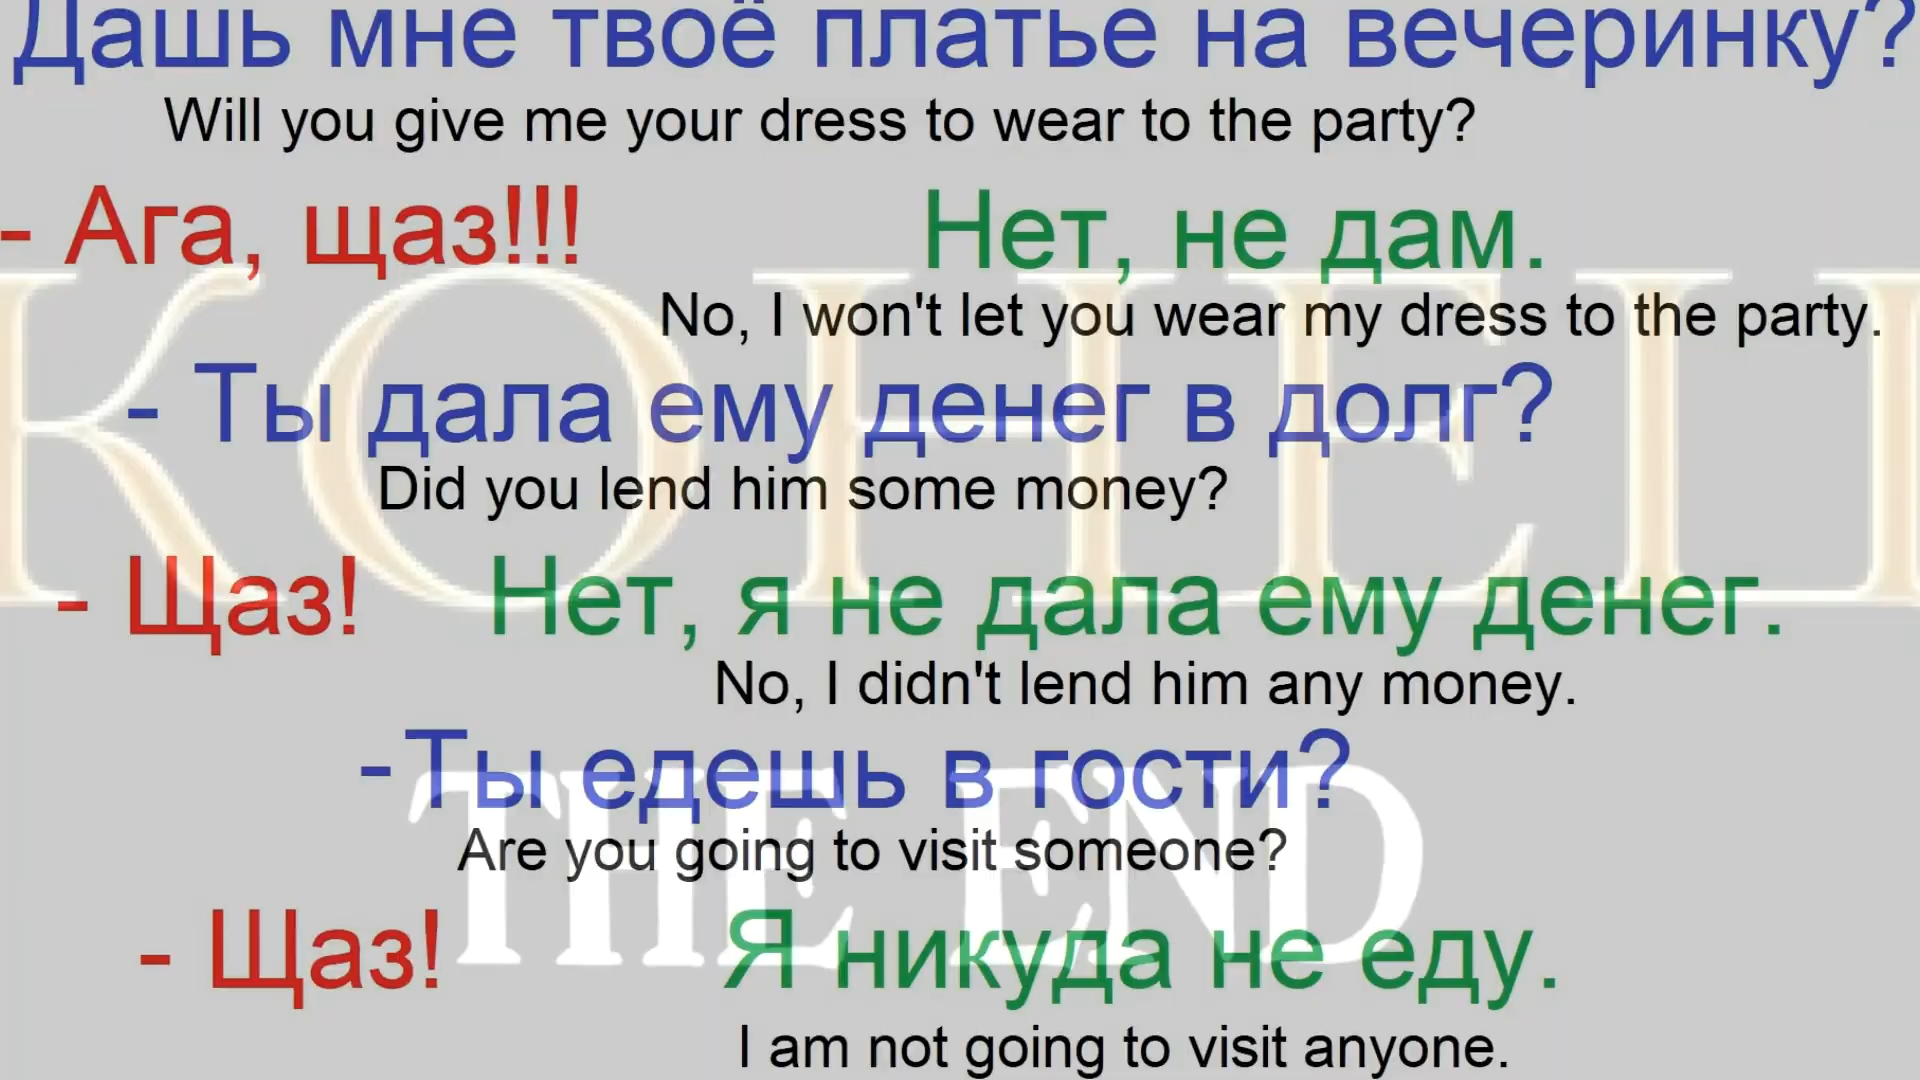 Дашь мне твоё платье на вечеринку?
Will you give me your dress to wear to the party?
- Ага, щаз!!! Нет, не дам.
No, I won't let you wear my dress to the party.
КОНЕЦ
- Ты дала ему денег в долг?
Did you lend him some money?
- Щаз! Нет, я не дала ему денег.
No, I didn't lend him any money.
-Ты едешь в гости?
THE END
Are you going to visit someone?
- Щаз! Я никуда не еду.
I am not going to visit anyone.